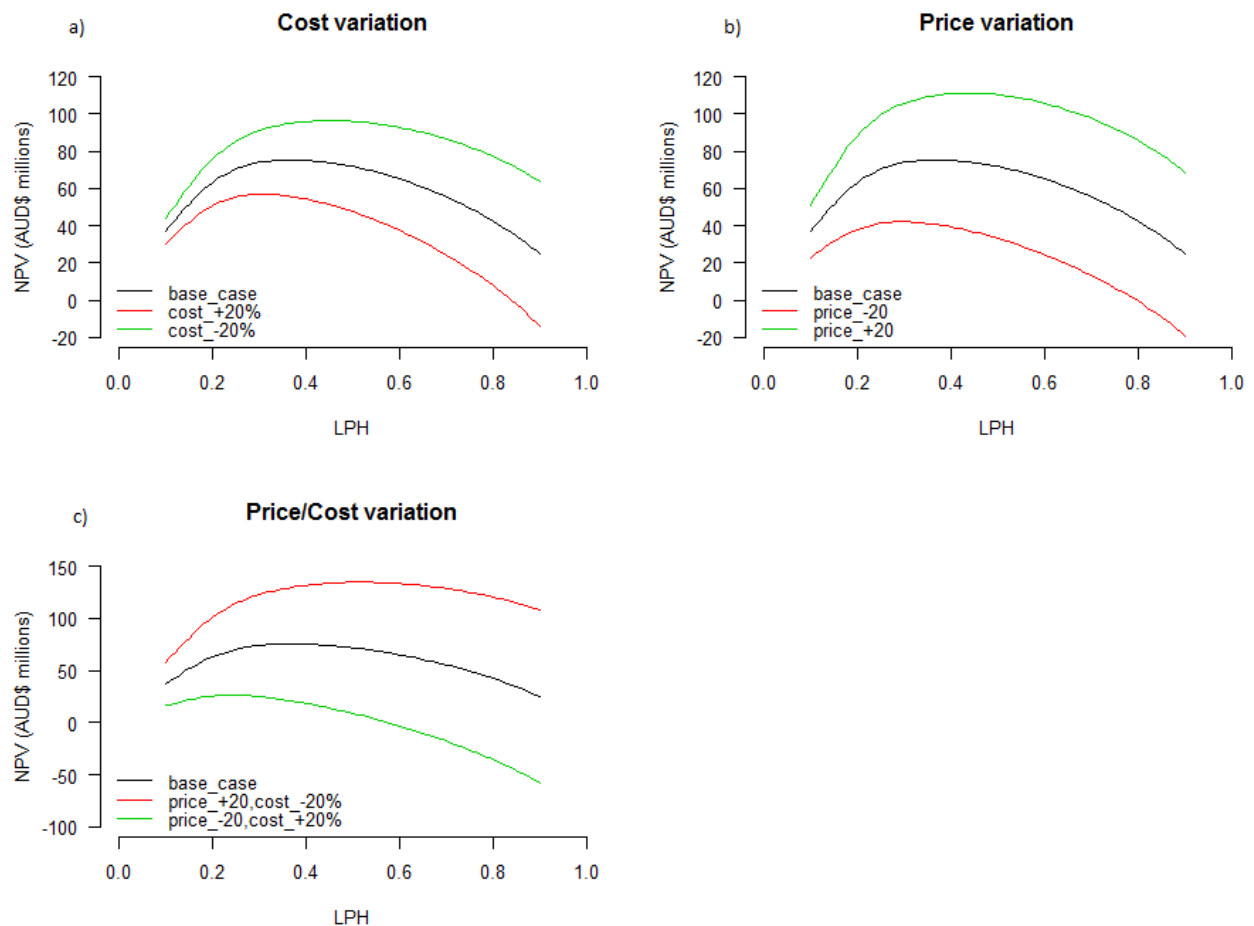 a)
Cost variation
NPV (AUD$ millions)
120
100
80
60
40
20
0
-20
base_case
cost_+20%
cost_-20%
0.0 0.2 0.4 0.6 0.8 1.0
LPH
b)
Price variation
NPV (AUD$ millions)
120
100
80
60
40
20
0
-20
base_case
price_-20
price_+20
0.0 0.2 0.4 0.6 0.8 1.0
LPH
c)
Price/Cost variation
NPV (AUD$ millions)
150
100
50
0
-50
-100
base_case
price_+20,cost_-20%
price_-20,cost_+20%
0.0 0.2 0.4 0.6 0.8 1.0
LPH